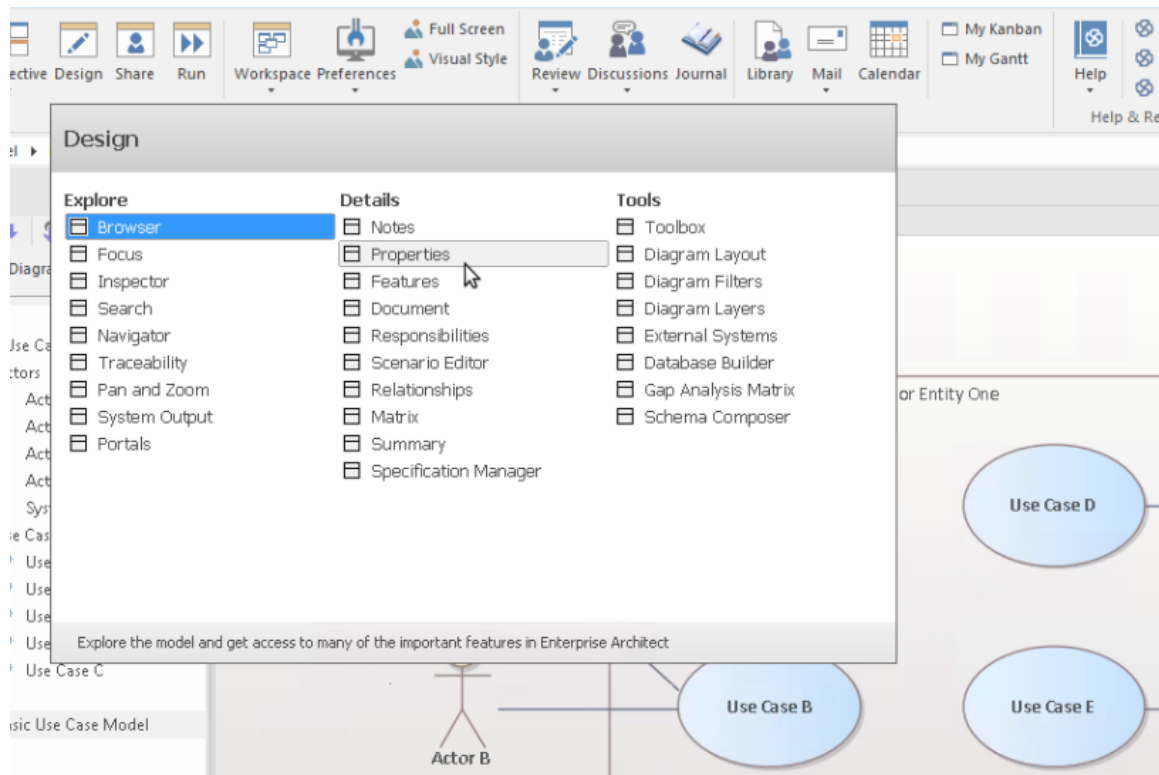 Full Screen
Visual Style
My Kanban
My Gantt
Design Share Run Workspace Preferences Review Discussions Journal Library Mail Calendar Help
Help &
Design
Explore
Browser
Focus
Inspector
Search
Navigator
Traceability
Pan and Zoom
System Output
Portals
Details
Notes
Properties
Features
Document
Responsibilities
Scenario Editor
Relationships
Matrix
Summary
Specification Manager
Tools
Toolbox
Diagram Layout
Diagram Filters
Diagram Layers
External Systems
Database Builder
Gap Analysis Matrix
Schema Composer
Explore the model and get access to many of the important features in Enterprise Architect
or Entity One
Use Case D
Use Case C
Use Case Model
Use Case B
Use Case E
Actor B